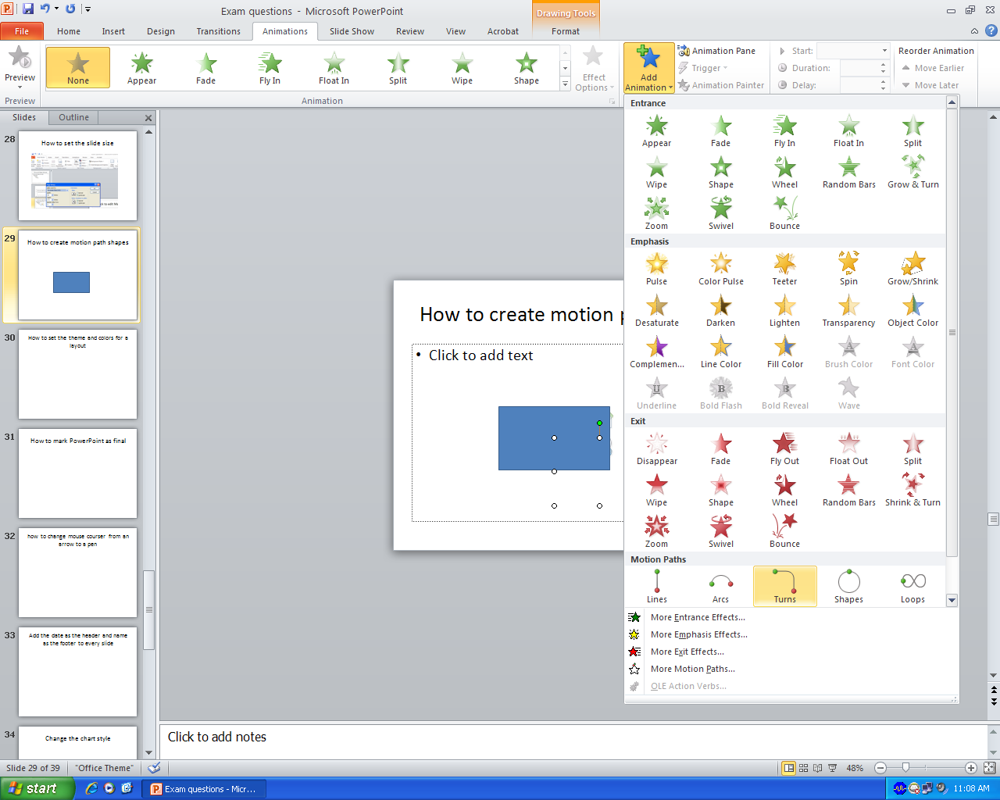 Exam questions - Microsoft PowerPoint
Drawing Tools
File Home Insert Design Transitions Animations Slide Show Review View Acrobat Format
Preview
None Appear Fade Fly In Float In Split Wipe Shape
Effect
Options
Add
Animation
Animation Pane
Trigger
Animation Painter
Start:
Duration:
Delay:
Reorder Animation
Move Earlier
Move Later
Preview
Animation
Slides Outline
28
How to set the slide size
29
How to create motion path shapes
30
How to set the theme and colors for a
layout
31
How to mark PowerPoint as final
32
how to change mouse courser from an
arrow to a pen
33
Add the date as the header and name
as the footer to every slide
34
Change the chart style
How to create motion p
• Click to add text
Entrance
Appear Fade Fly In Float In Split
Wipe Shape Wheel Random Bars Grow & Turn
Zoom Swivel Bounce
Emphasis
Pulse Color Pulse Teeter Spin Grow/Shrink
Desaturate Darken Lighten Transparency Object Color
Complemen... Line Color Fill Color Brush Color Font Color
Underline Bold Flash Bold Reveal Wave
Exit
Disappear Fade Fly Out Float Out Split
Wipe Shape Wheel Random Bars Shrink & Turn
Zoom Swivel Bounce
Motion Paths
Lines Arcs Turns Shapes Loops
More Entrance Effects...
More Emphasis Effects...
More Exit Effects...
More Motion Paths...
OLE Action Verbs...
Click to add notes
Slide 29 of 39 "Office Theme" 48%
start Exam questions - Micr... 11:08 AM